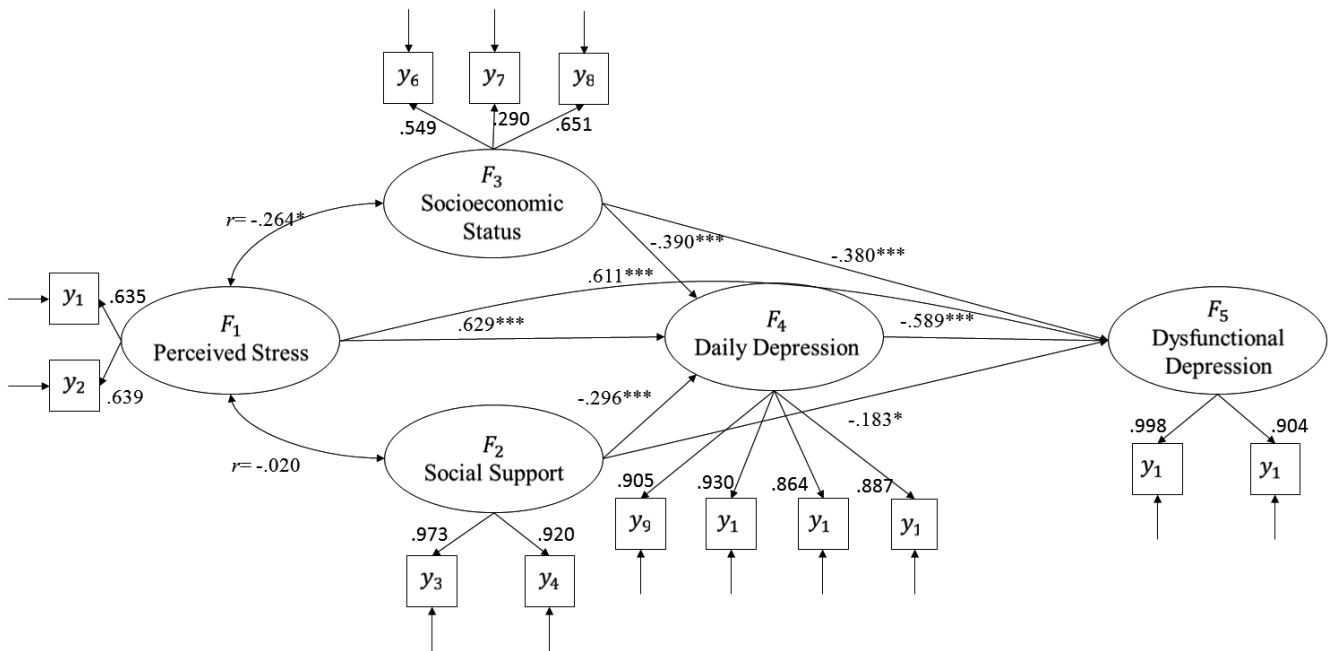 y₆
y₇
y₈
.549
.290
.651
F₃
Socioeconomic
Status
r= -.264*
-.390***
-.380***
.611***
y₁
.635
F₁
Perceived Stress
.629***
F₄
Daily Depression
-.589***
F₅
Dysfunctional
Depression
y₂
.639
-.296***
-.183*
r= -.020
F₂
Social Support
.905
.930
.864
.887
.998
.904
y₁
y₁
y₉
y₁
y₁
y₁
.973
.920
y₃
y₄